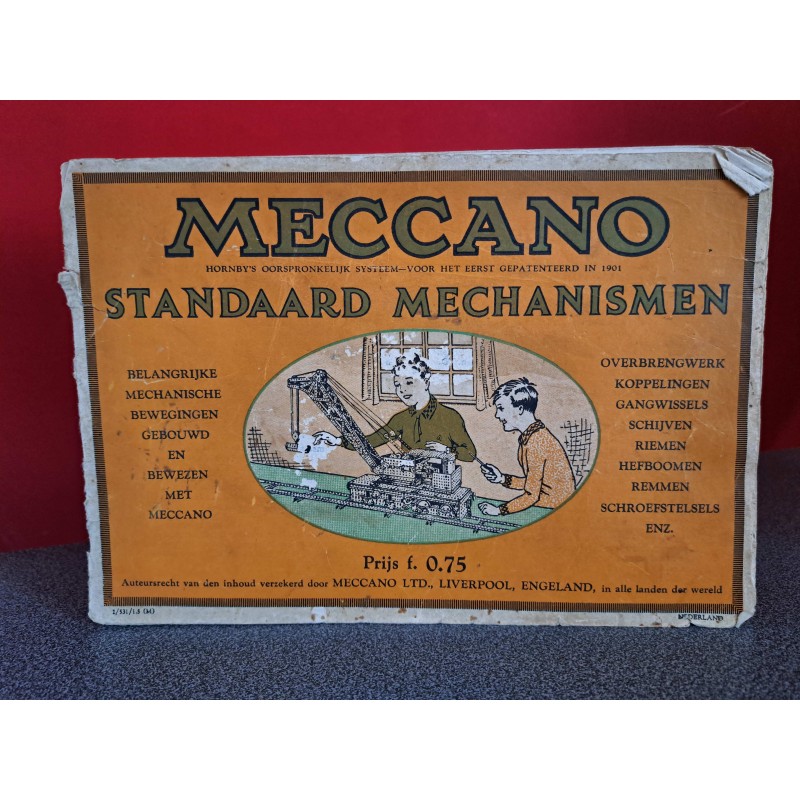 MECCANO
HORNBY'S OORSPRONKELIJK SYSTEEM—VOOR HET EERST GEPATENTEERD IN 1901
STANDAARD MECHANISMEN
BELANGRIJKE
MECHANISCHE
BEWEGINGEN
GEBOUWD
EN
BEWEZEN
MET
MECCANO
OVERBRENGWERK
KOPPELINGEN
GANGWISSELS
SCHIJVEN
RIEMEN
HEFBOOMEN
REMMEN
SCHROEFSTELSELS
ENZ.
Prijs f. 0.75
Auteursrecht van den inhoud verzekerd door MECCANO LTD., LIVERPOOL, ENGELAND, in alle landen der wereld
NEDERLAND